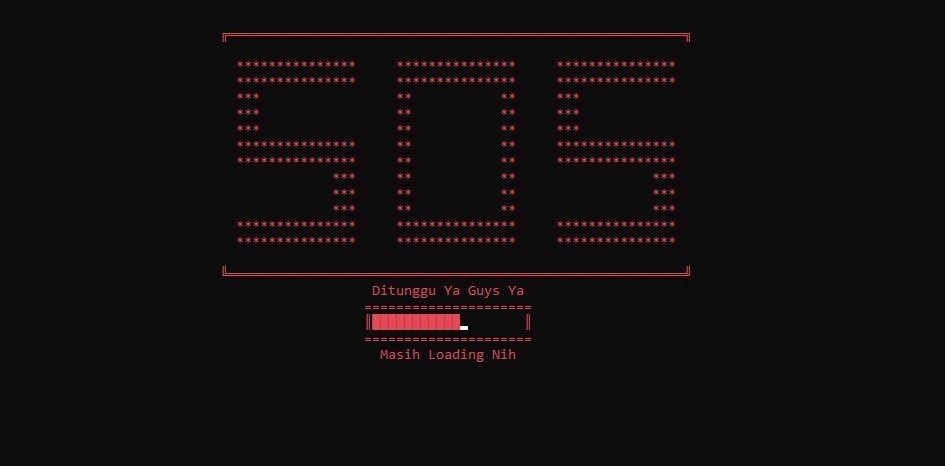 SOS
Ditunggu Ya Guys Ya
Masih Loading Nih